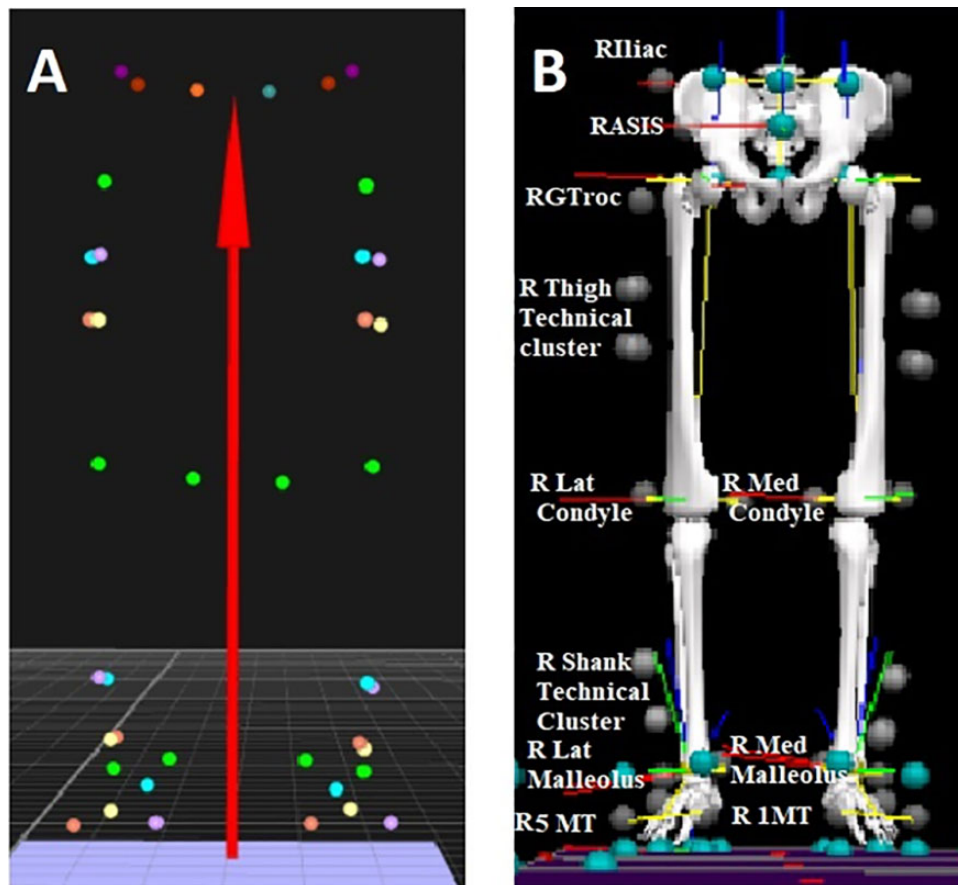 A
B
RIliac
RASIS
RGTroc
R Thigh
Technical
cluster
R Lat
Condyle
R Med
Condyle
R Shank
Technical
Cluster
R Lat
Malleolus
R Med
Malleolus
R5 MT
R 1MT